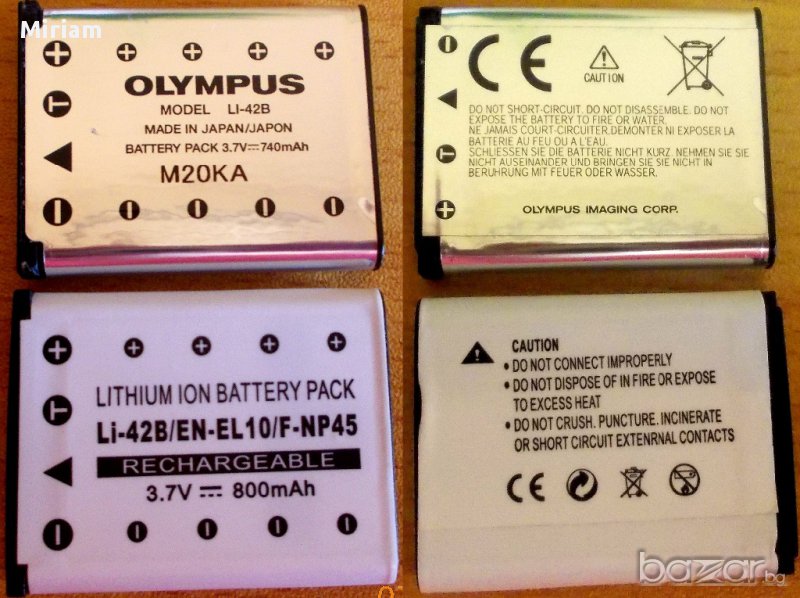 Miriam
OLYMPUS
MODEL LI-42B
MADE IN JAPAN/JAPON
BATTERY PACK 3.7V⎓740mAh
M20KA
CE
CAUTION
DO NOT SHORT-CIRCUIT. DO NOT DISASSEMBLE. DO NOT
EXPOSE THE BATTERY TO FIRE OR WATER.
NE JAMAIS COURT-CIRCUITER.DEMONTER NI EXPOSER LA
BATTERIE AU FEU OU A L'EAU.
SCHLIESSEN SIE DIE BATTERIE NICHT KURZ. NEHMEN SIE SIE
NICHT AUSEINANDER UND BRINGEN SIE SIE NICHT MIT
FEUER ODER WASSER IN BERÜHRUNG.
OLYMPUS IMAGING CORP.
LITHIUM ION BATTERY PACK
Li-42B/EN-EL10/F-NP45
RECHARGEABLE
3.7V ⎓ 800mAh
CAUTION
• DO NOT CONNECT IMPROPERLY
• DO NOT DISPOSE OF IN FIRE OR EXPOSE
TO EXCESS HEAT
• DO NOT CRUSH, PUNCTURE, INCINERATE
OR SHORT CIRCUIT EXTENRNAL CONTACTS
CE
bazar.bg